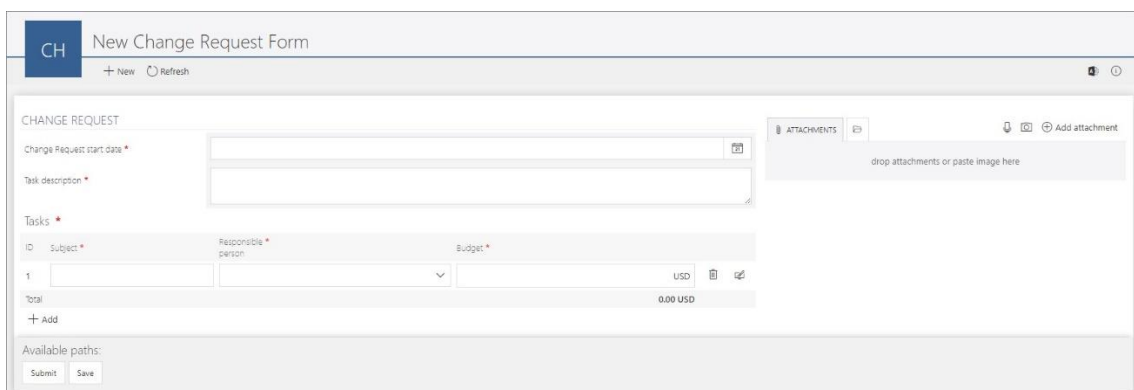 CH
New Change Request Form
New Refresh
CHANGE REQUEST
Change Request start date *
Task description *
Tasks *
ID Subject * Responsible * person Budget *
1 USD
Total 0.00 USD
Add
Available paths:
Submit Save
ATTACHMENTS
Add attachment
drop attachments or paste image here